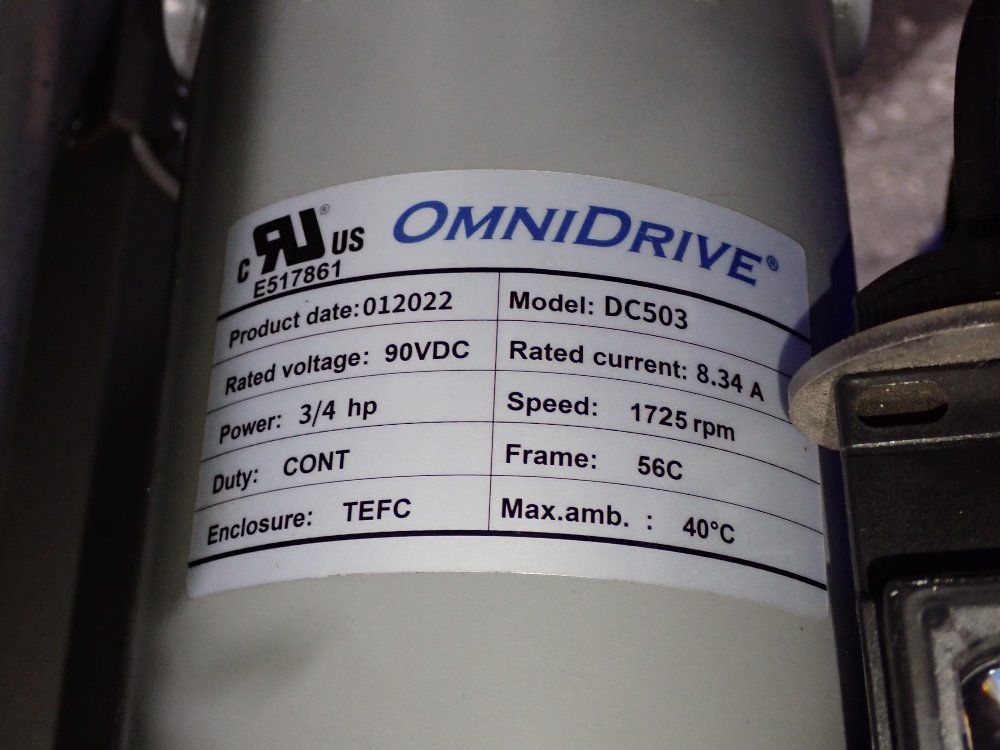 C RU® US OMNIDRIVE®
E517861
Product date:012022 Model: DC503
Rated voltage: 90VDC Rated current: 8.34 A
Power: 3/4 hp Speed: 1725 rpm
Duty: CONT Frame: 56C
Enclosure: TEFC Max.amb. : 40°C